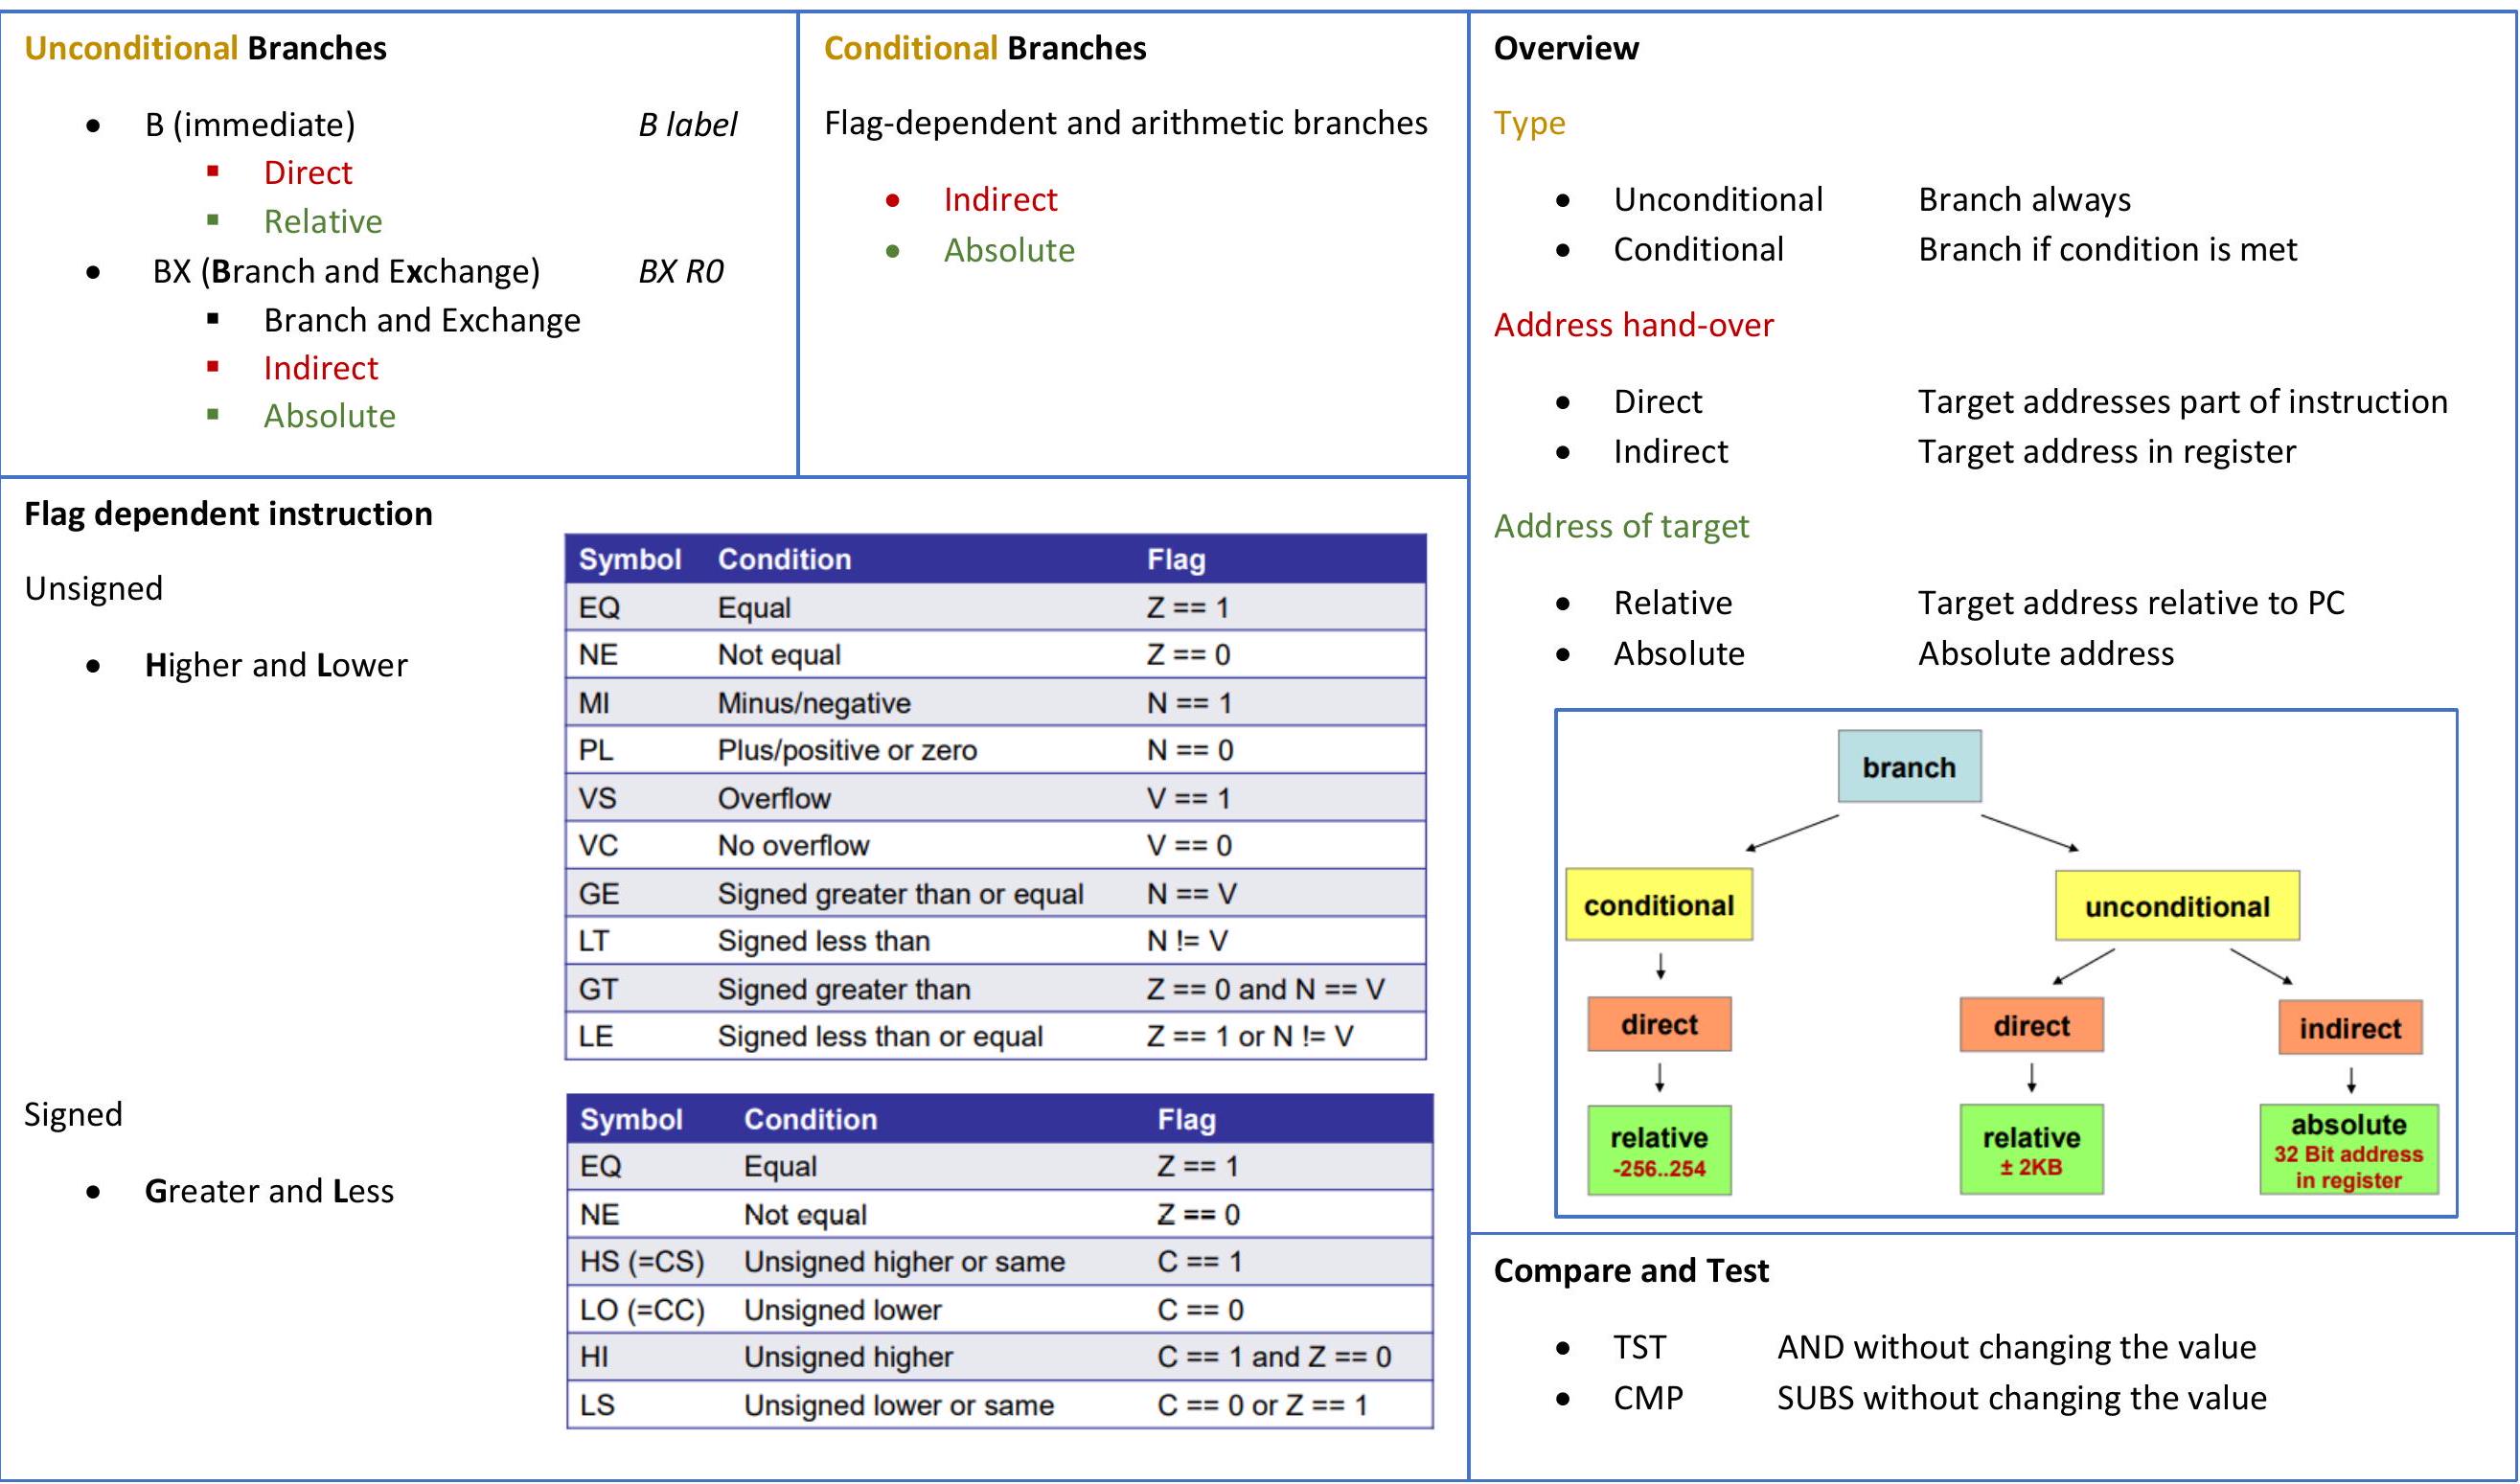 Unconditional Branches
• B (immediate) B label
▪ Direct
▪ Relative
• BX (Branch and Exchange) BX R0
▪ Branch and Exchange
▪ Indirect
▪ Absolute
Conditional Branches
Flag-dependent and arithmetic branches
• Indirect
• Absolute
Flag dependent instruction
Unsigned
• Higher and Lower
Symbol Condition Flag
EQ Equal Z == 1
NE Not equal Z == 0
MI Minus/negative N == 1
PL Plus/positive or zero N == 0
VS Overflow V == 1
VC No overflow V == 0
GE Signed greater than or equal N == V
LT Signed less than N != V
GT Signed greater than Z == 0 and N == V
LE Signed less than or equal Z == 1 or N != V
Signed
• Greater and Less
Symbol Condition Flag
EQ Equal Z == 1
NE Not equal Z == 0
HS (=CS) Unsigned higher or same C == 1
LO (=CC) Unsigned lower C == 0
HI Unsigned higher C == 1 and Z == 0
LS Unsigned lower or same C == 0 or Z == 1
Overview
Type
• Unconditional Branch always
• Conditional Branch if condition is met
Address hand-over
• Direct Target addresses part of instruction
• Indirect Target address in register
Address of target
• Relative Target address relative to PC
• Absolute Absolute address
branch
conditional unconditional
direct direct indirect
relative
-256..254
relative
± 2KB
absolute
32 Bit address
in register
Compare and Test
• TST AND without changing the value
• CMP SUBS without changing the value